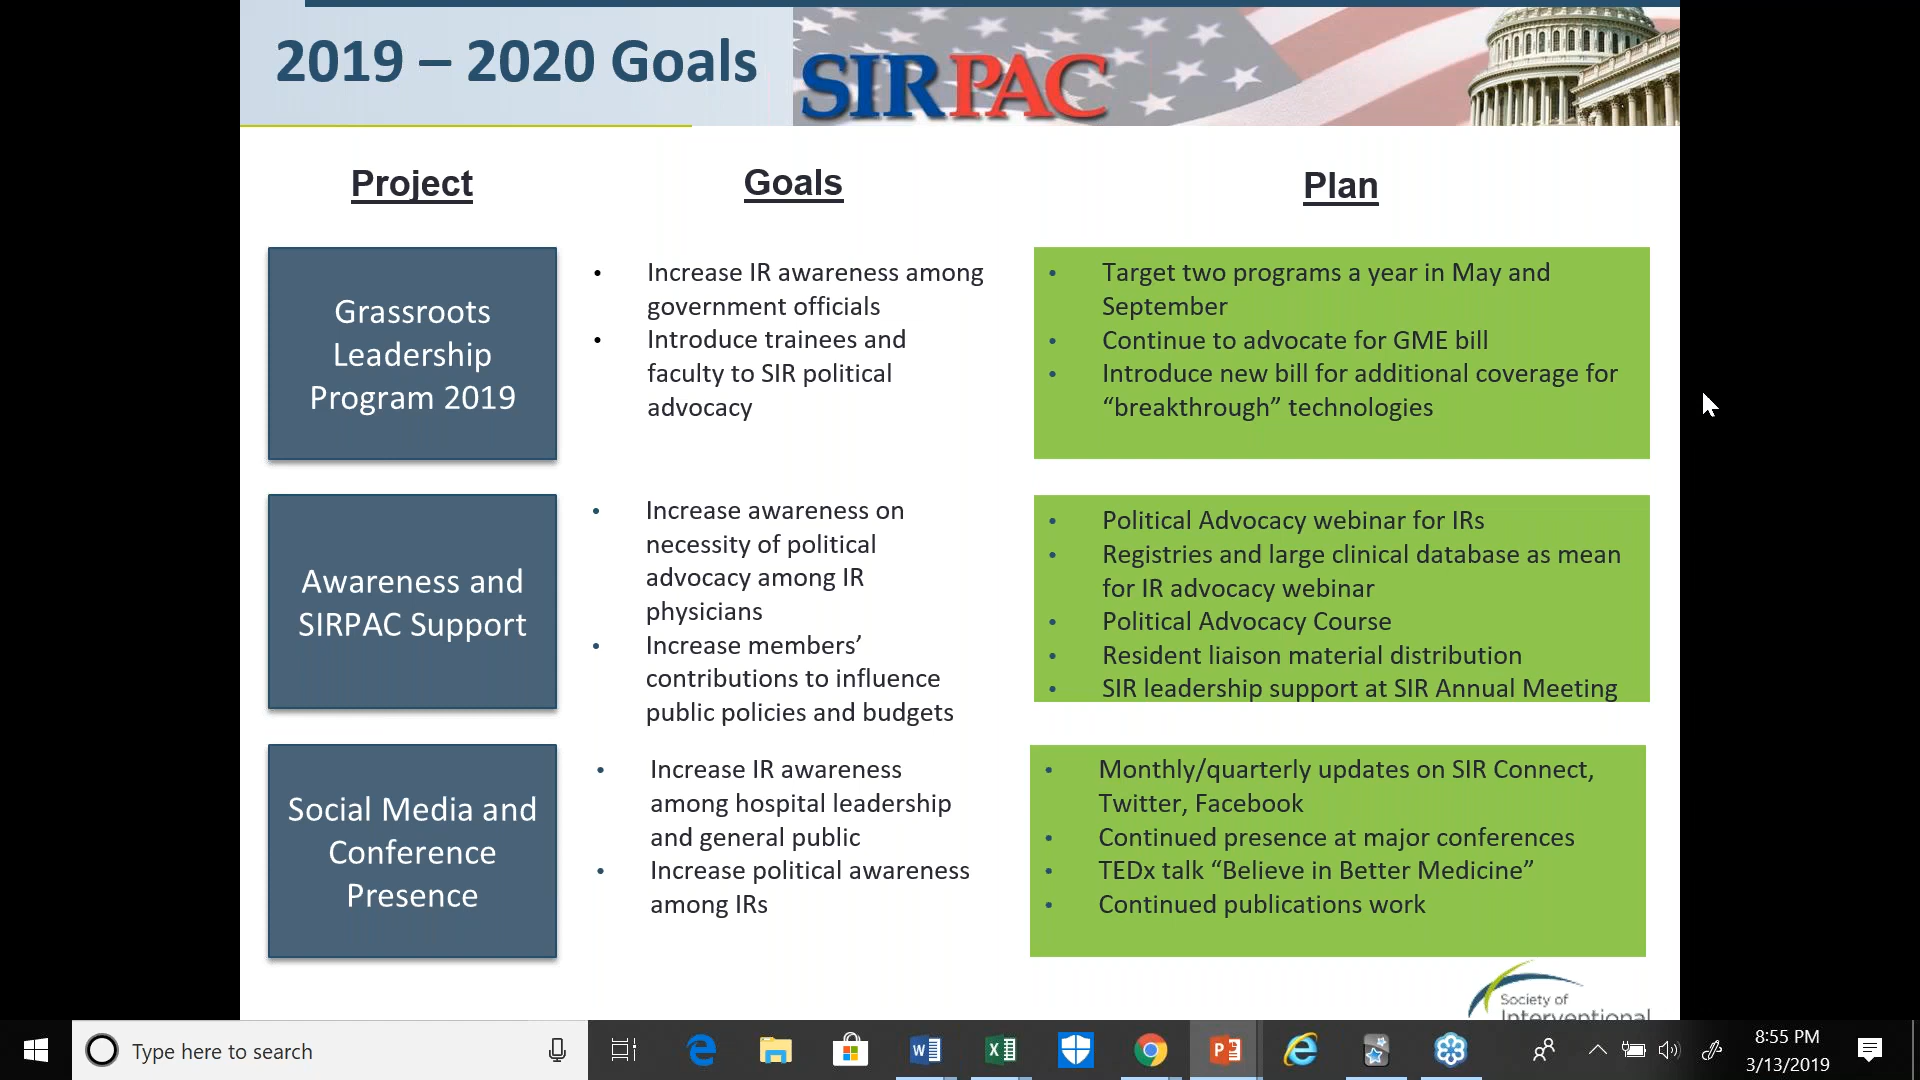 2019 – 2020 Goals
SIRPAC
Project
Goals
Plan
Grassroots
Leadership
Program 2019
• Increase IR awareness among
government officials
• Introduce trainees and
faculty to SIR political
advocacy
• Target two programs a year in May and
September
• Continue to advocate for GME bill
• Introduce new bill for additional coverage for
“breakthrough” technologies
Awareness and
SIRPAC Support
• Increase awareness on
necessity of political
advocacy among IR
physicians
• Increase members’
contributions to influence
public policies and budgets
• Political Advocacy webinar for IRs
• Registries and large clinical database as mean
for IR advocacy webinar
• Political Advocacy Course
• Resident liaison material distribution
• SIR leadership support at SIR Annual Meeting
Social Media and
Conference
Presence
• Increase IR awareness
among hospital leadership
and general public
• Increase political awareness
among IRs
• Monthly/quarterly updates on SIR Connect,
Twitter, Facebook
• Continued presence at major conferences
• TEDx talk “Believe in Better Medicine”
• Continued publications work
Society of
Interventional
Type here to search
8:55 PM
3/13/2019